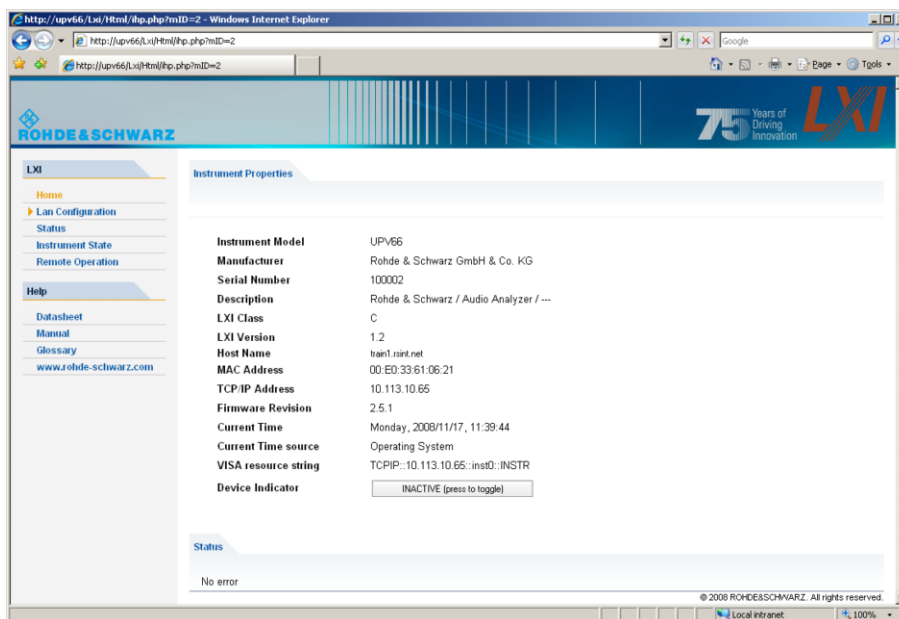 http://upv66/Lxi/Html/ihp.php?mID=2 - Windows Internet Explorer
http://upv66/Lxi/Html/ihp.php?mID=2
Google
http://upv66/Lxi/Html/ihp.php?mID=2
Page
Tools
ROHDE&SCHWARZ
75 Years of
Driving
Innovation
LXI
LXI
Home
Lan Configuration
Status
Instrument State
Remote Operation
Help
Datasheet
Manual
Glossary
www.rohde-schwarz.com
Instrument Properties
Instrument Model UPV66
Manufacturer Rohde & Schwarz GmbH & Co. KG
Serial Number 100002
Description Rohde & Schwarz / Audio Analyzer / ---
LXI Class C
LXI Version 1.2
Host Name train1.rsint.net
MAC Address 00:E0:33:61:06:21
TCP/IP Address 10.113.10.65
Firmware Revision 2.5.1
Current Time Monday, 2008/11/17, 11:39:44
Current Time source Operating System
VISA resource string TCPIP::10.113.10.65::inst0::INSTR
Device Indicator INACTIVE (press to toggle)
Status
No error
© 2008 ROHDE&SCHWARZ. All rights reserved.
Local intranet
100%